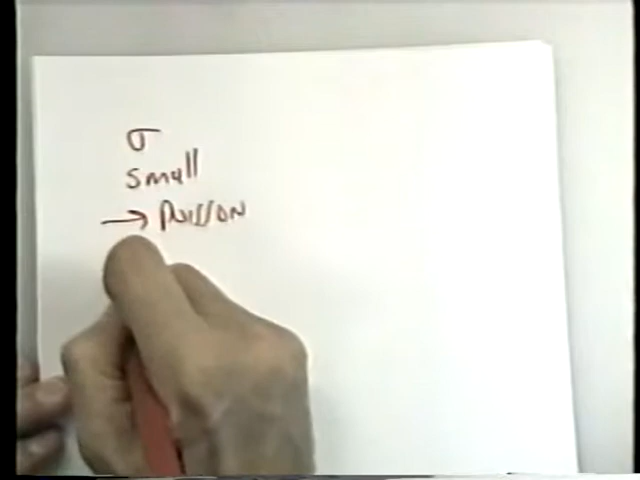 σ
small
→ Poisson